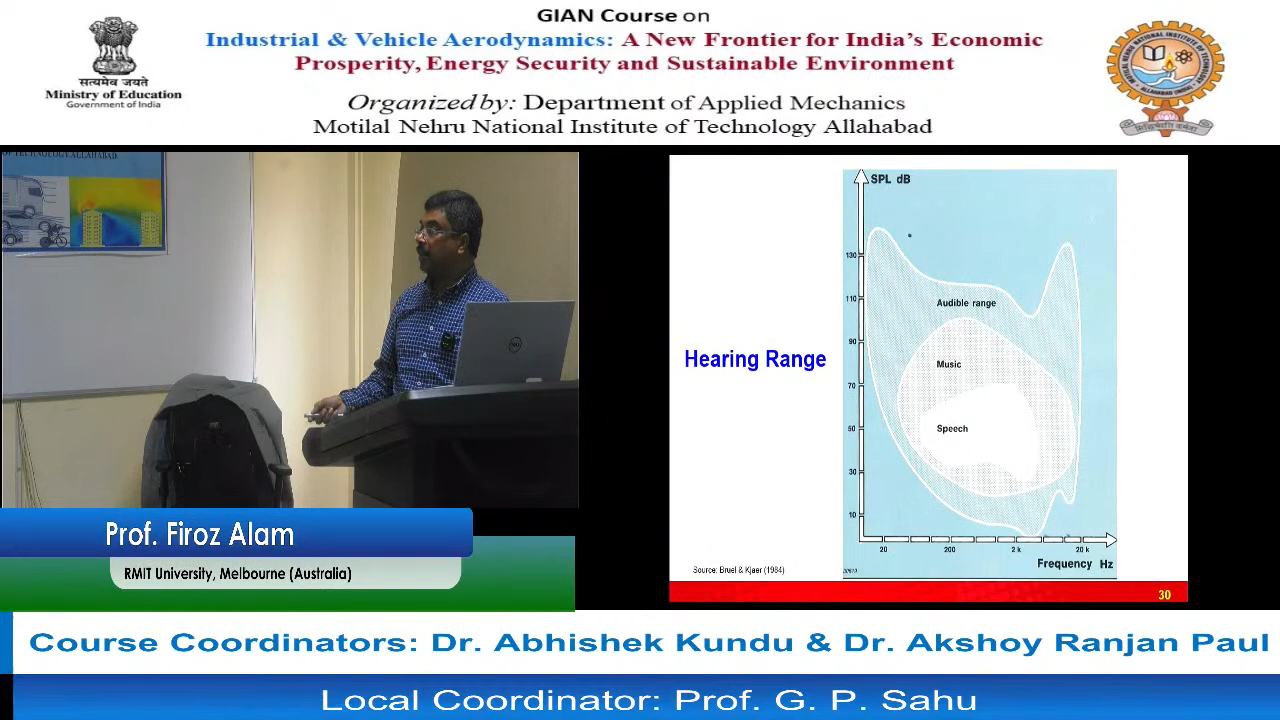 GIAN Course on
Industrial & Vehicle Aerodynamics: A New Frontier for India's Economic
Prosperity, Energy Security and Sustainable Environment
Organized by: Department of Applied Mechanics
Motilal Nehru National Institute of Technology Allahabad
सत्यमेव जयते
Ministry of Education
Government of India
OF TECHNOLOGY ALLAHABAD
Hearing Range
SPL dB
130
110
90
70
50
30
10
Audible range
Music
Speech
20
200
2 k
20 k
Frequency Hz
Source: Bruel & Kjaer (1984)
30
Prof. Firoz Alam
RMIT University, Melbourne (Australia)
Course Coordinators: Dr. Abhishek Kundu & Dr. Akshoy Ranjan Paul
Local Coordinator: Prof. G. P. Sahu